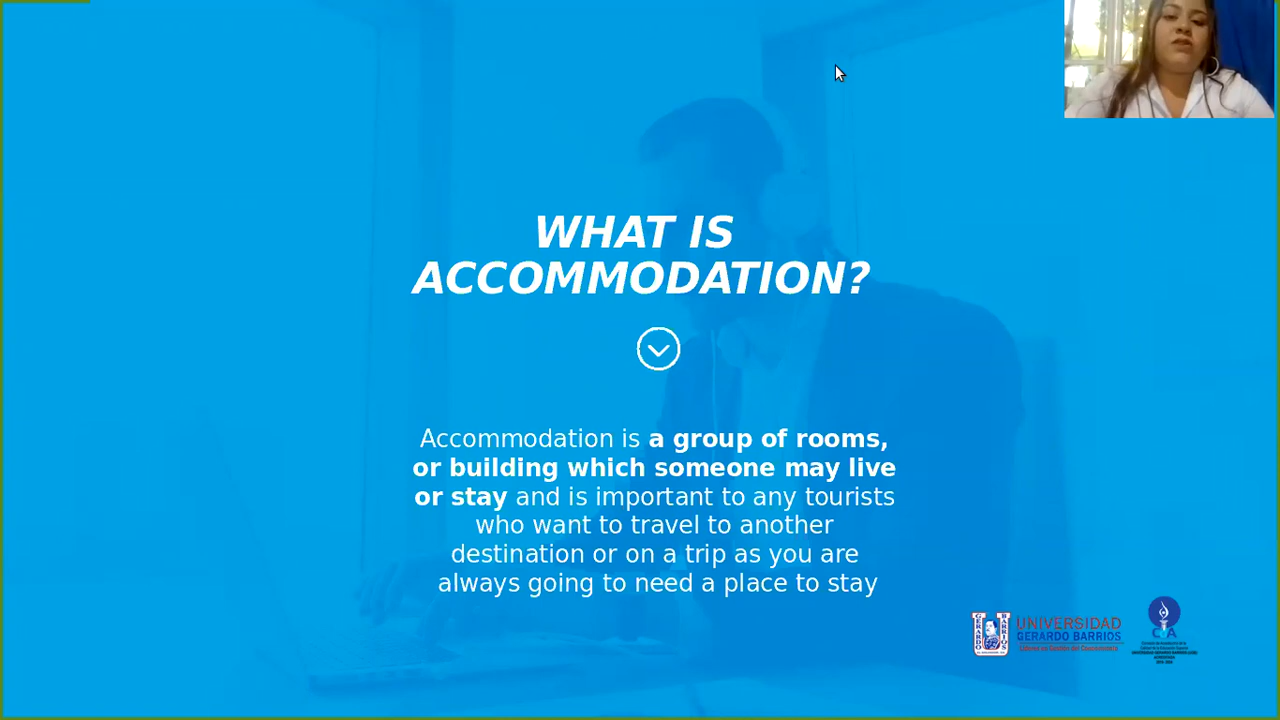 WHAT IS
ACCOMMODATION?
Accommodation is a group of rooms,
or building which someone may live
or stay and is important to any tourists
who want to travel to another
destination or on a trip as you are
always going to need a place to stay
GERARDO
BARRIOS
UNIVERSIDAD
GERARDO BARRIOS